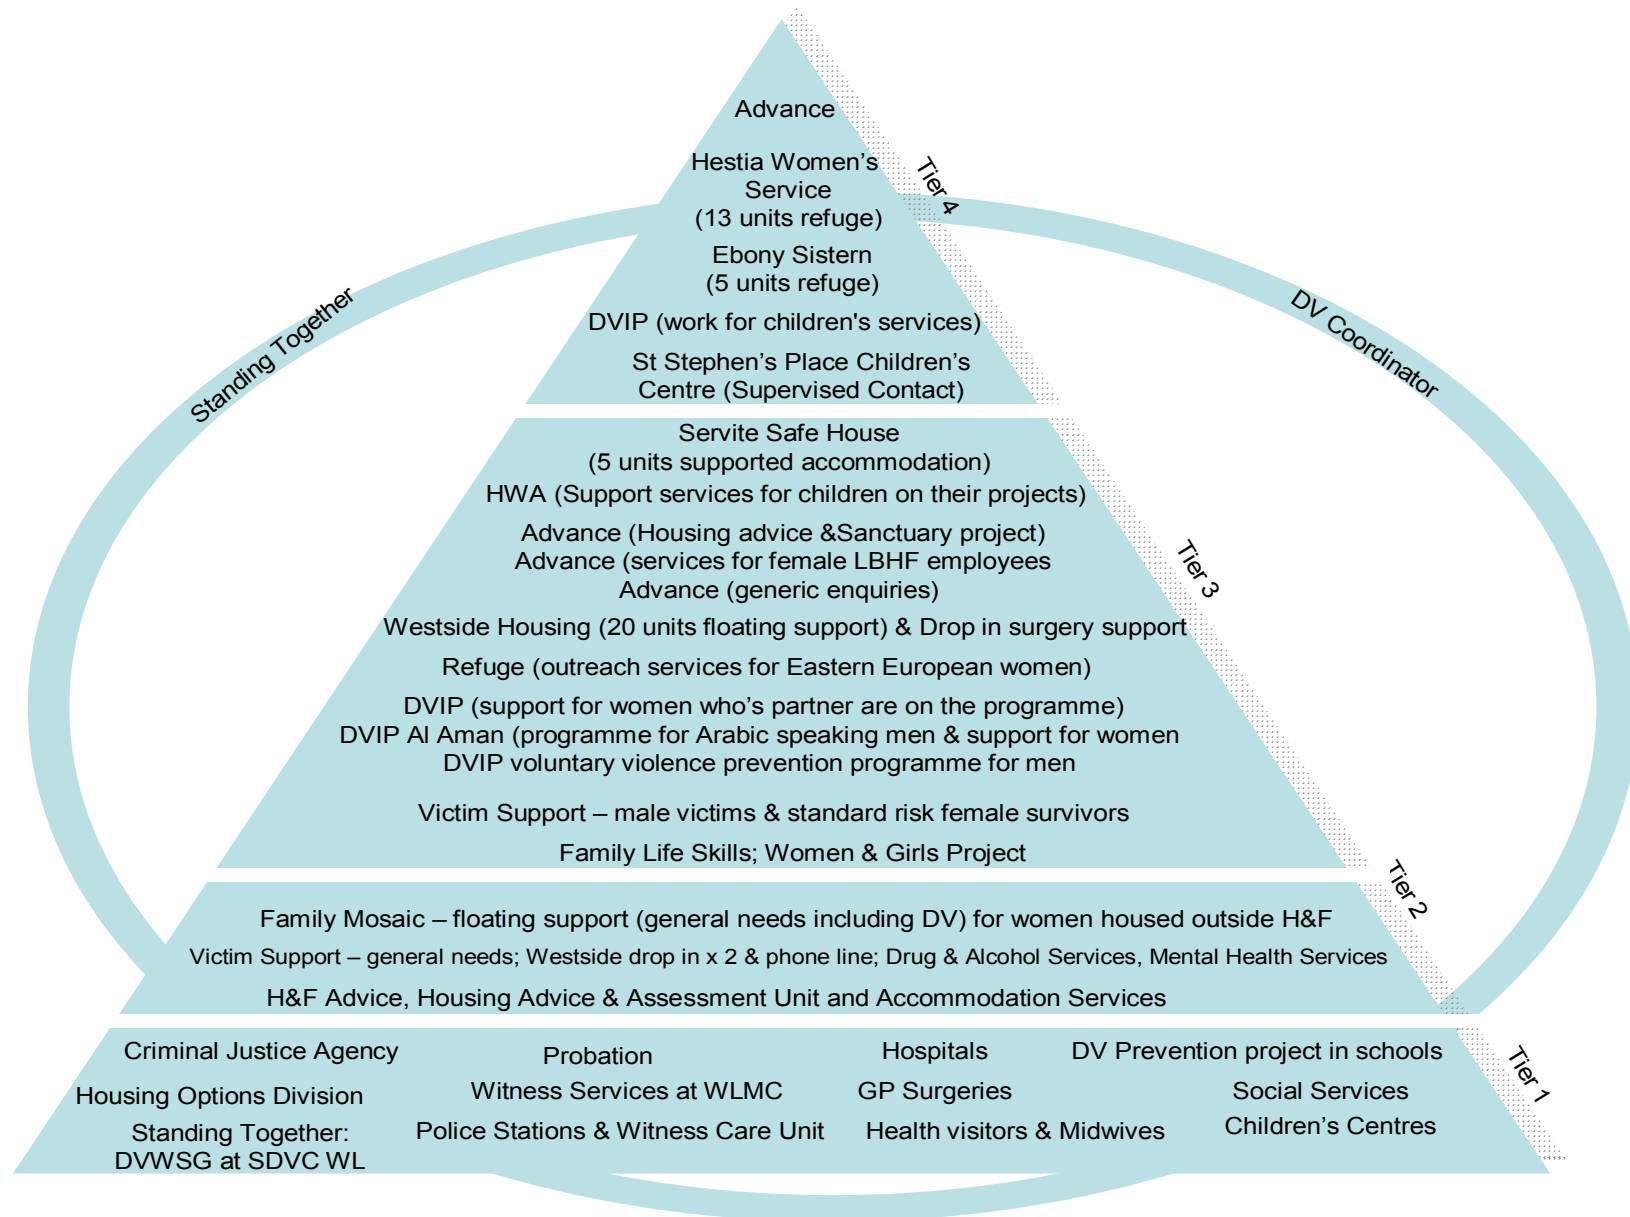 Advance
Hestia Women’s
Service
(13 units refuge)
Ebony Sistern
(5 units refuge)
DVIP (work for children's services)
St Stephen’s Place Children’s
Centre (Supervised Contact)
Tier 4
Standing Together
DV Coordinator
Servite Safe House
(5 units supported accommodation)
HWA (Support services for children on their projects)
Advance (Housing advice &Sanctuary project)
Advance (services for female LBHF employees
Advance (generic enquiries)
Westside Housing (20 units floating support) & Drop in surgery support
Refuge (outreach services for Eastern European women)
DVIP (support for women who’s partner are on the programme)
DVIP Al Aman (programme for Arabic speaking men & support for women
DVIP voluntary violence prevention programme for men
Victim Support – male victims & standard risk female survivors
Family Life Skills; Women & Girls Project
Tier 3
Family Mosaic – floating support (general needs including DV) for women housed outside H&F
Victim Support – general needs; Westside drop in x 2 & phone line; Drug & Alcohol Services, Mental Health Services
H&F Advice, Housing Advice & Assessment Unit and Accommodation Services
Tier 2
Criminal Justice Agency
Housing Options Division
Standing Together:
DVWSG at SDVC WL
Probation
Witness Services at WLMC
Police Stations & Witness Care Unit
Hospitals
GP Surgeries
Health visitors & Midwives
DV Prevention project in schools
Social Services
Children’s Centres
Tier 1